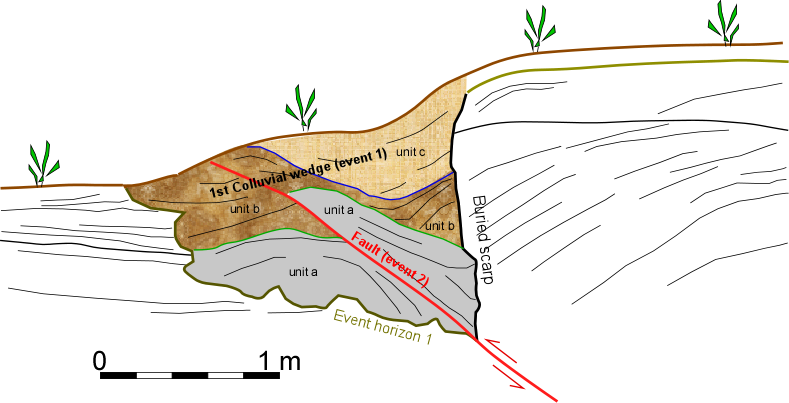 unit c
1st Colluvial wedge (event 1)
unit b
unit a
unit b
Buried scarp
Fault (event 2)
unit a
Event horizon 1
0 1 m